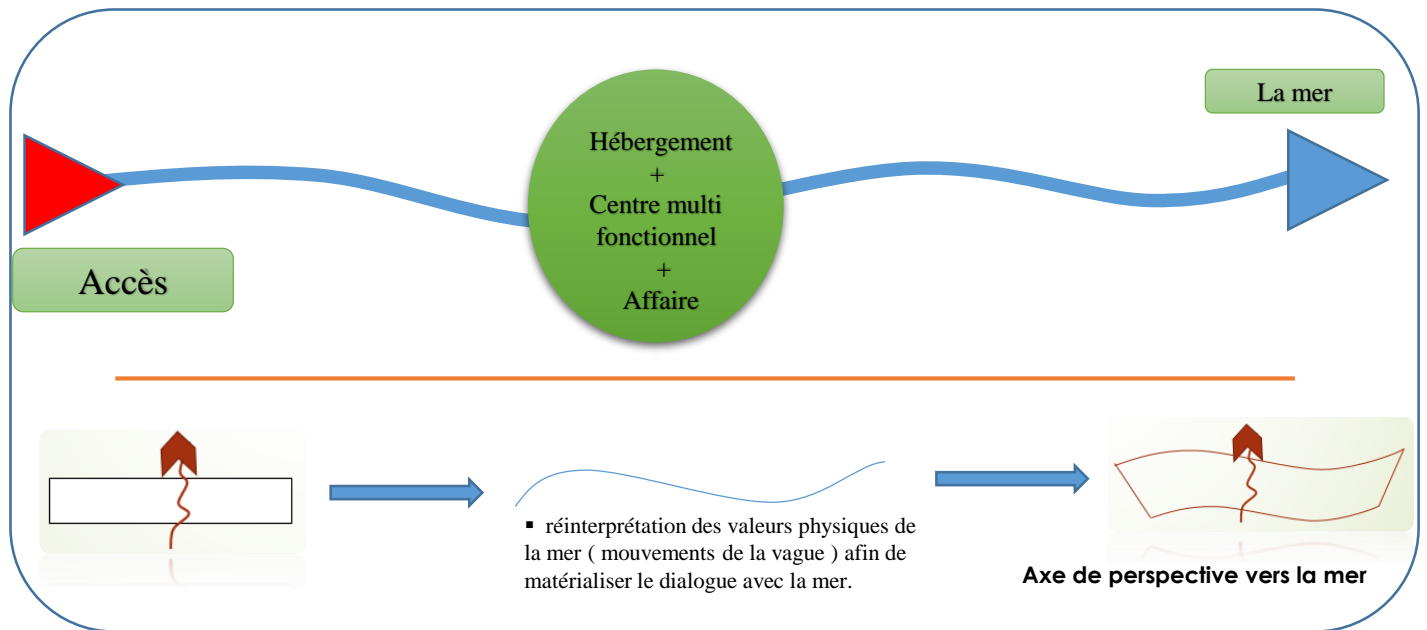 La mer
Hébergement
+
Centre multi
fonctionnel
+
Affaire
Accès
▪ réinterprétation des valeurs physiques de
la mer ( mouvements de la vague ) afin de
matérialiser le dialogue avec la mer.
Axe de perspective vers la mer